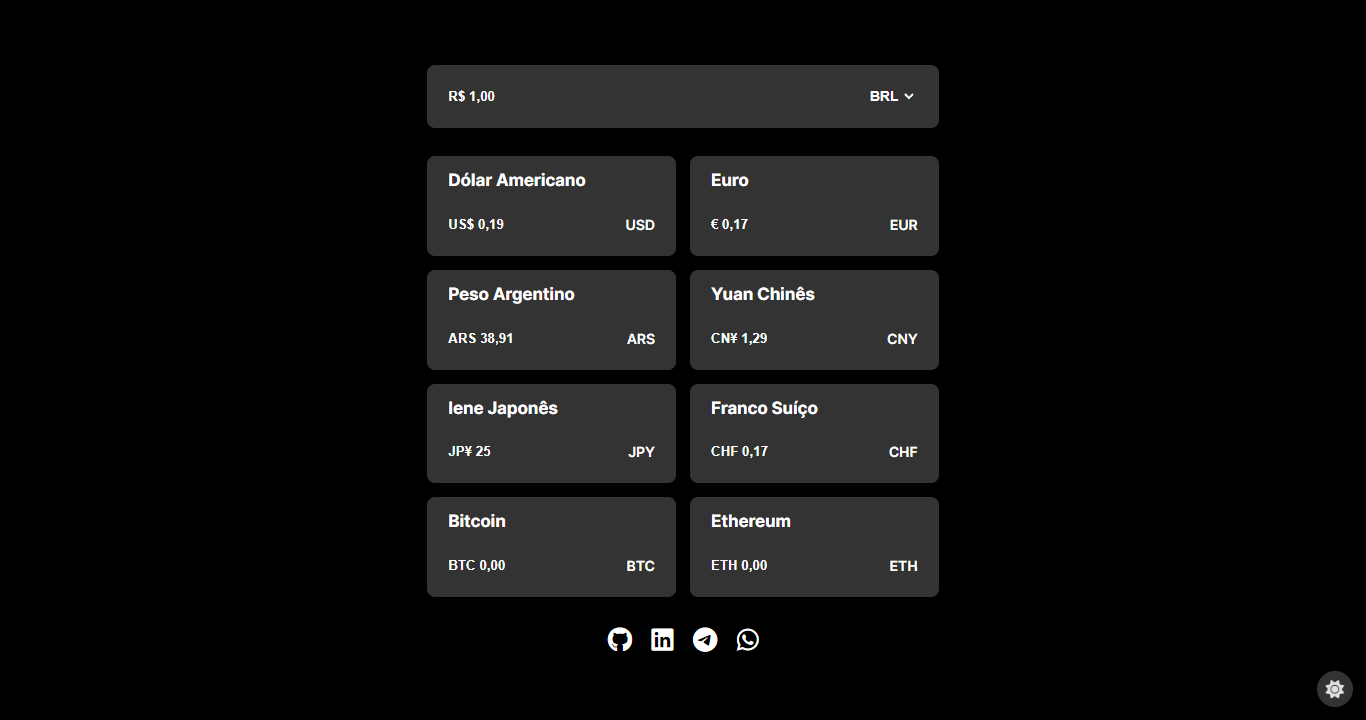 R$ 1,00 BRL
Dólar Americano
US$ 0,19 USD
Euro
€ 0,17 EUR
Peso Argentino
ARS 38,91 ARS
Yuan Chinês
CN¥ 1,29 CNY
Iene Japonês
JP¥ 25 JPY
Franco Suíço
CHF 0,17 CHF
Bitcoin
BTC 0,00 BTC
Ethereum
ETH 0,00 ETH
in